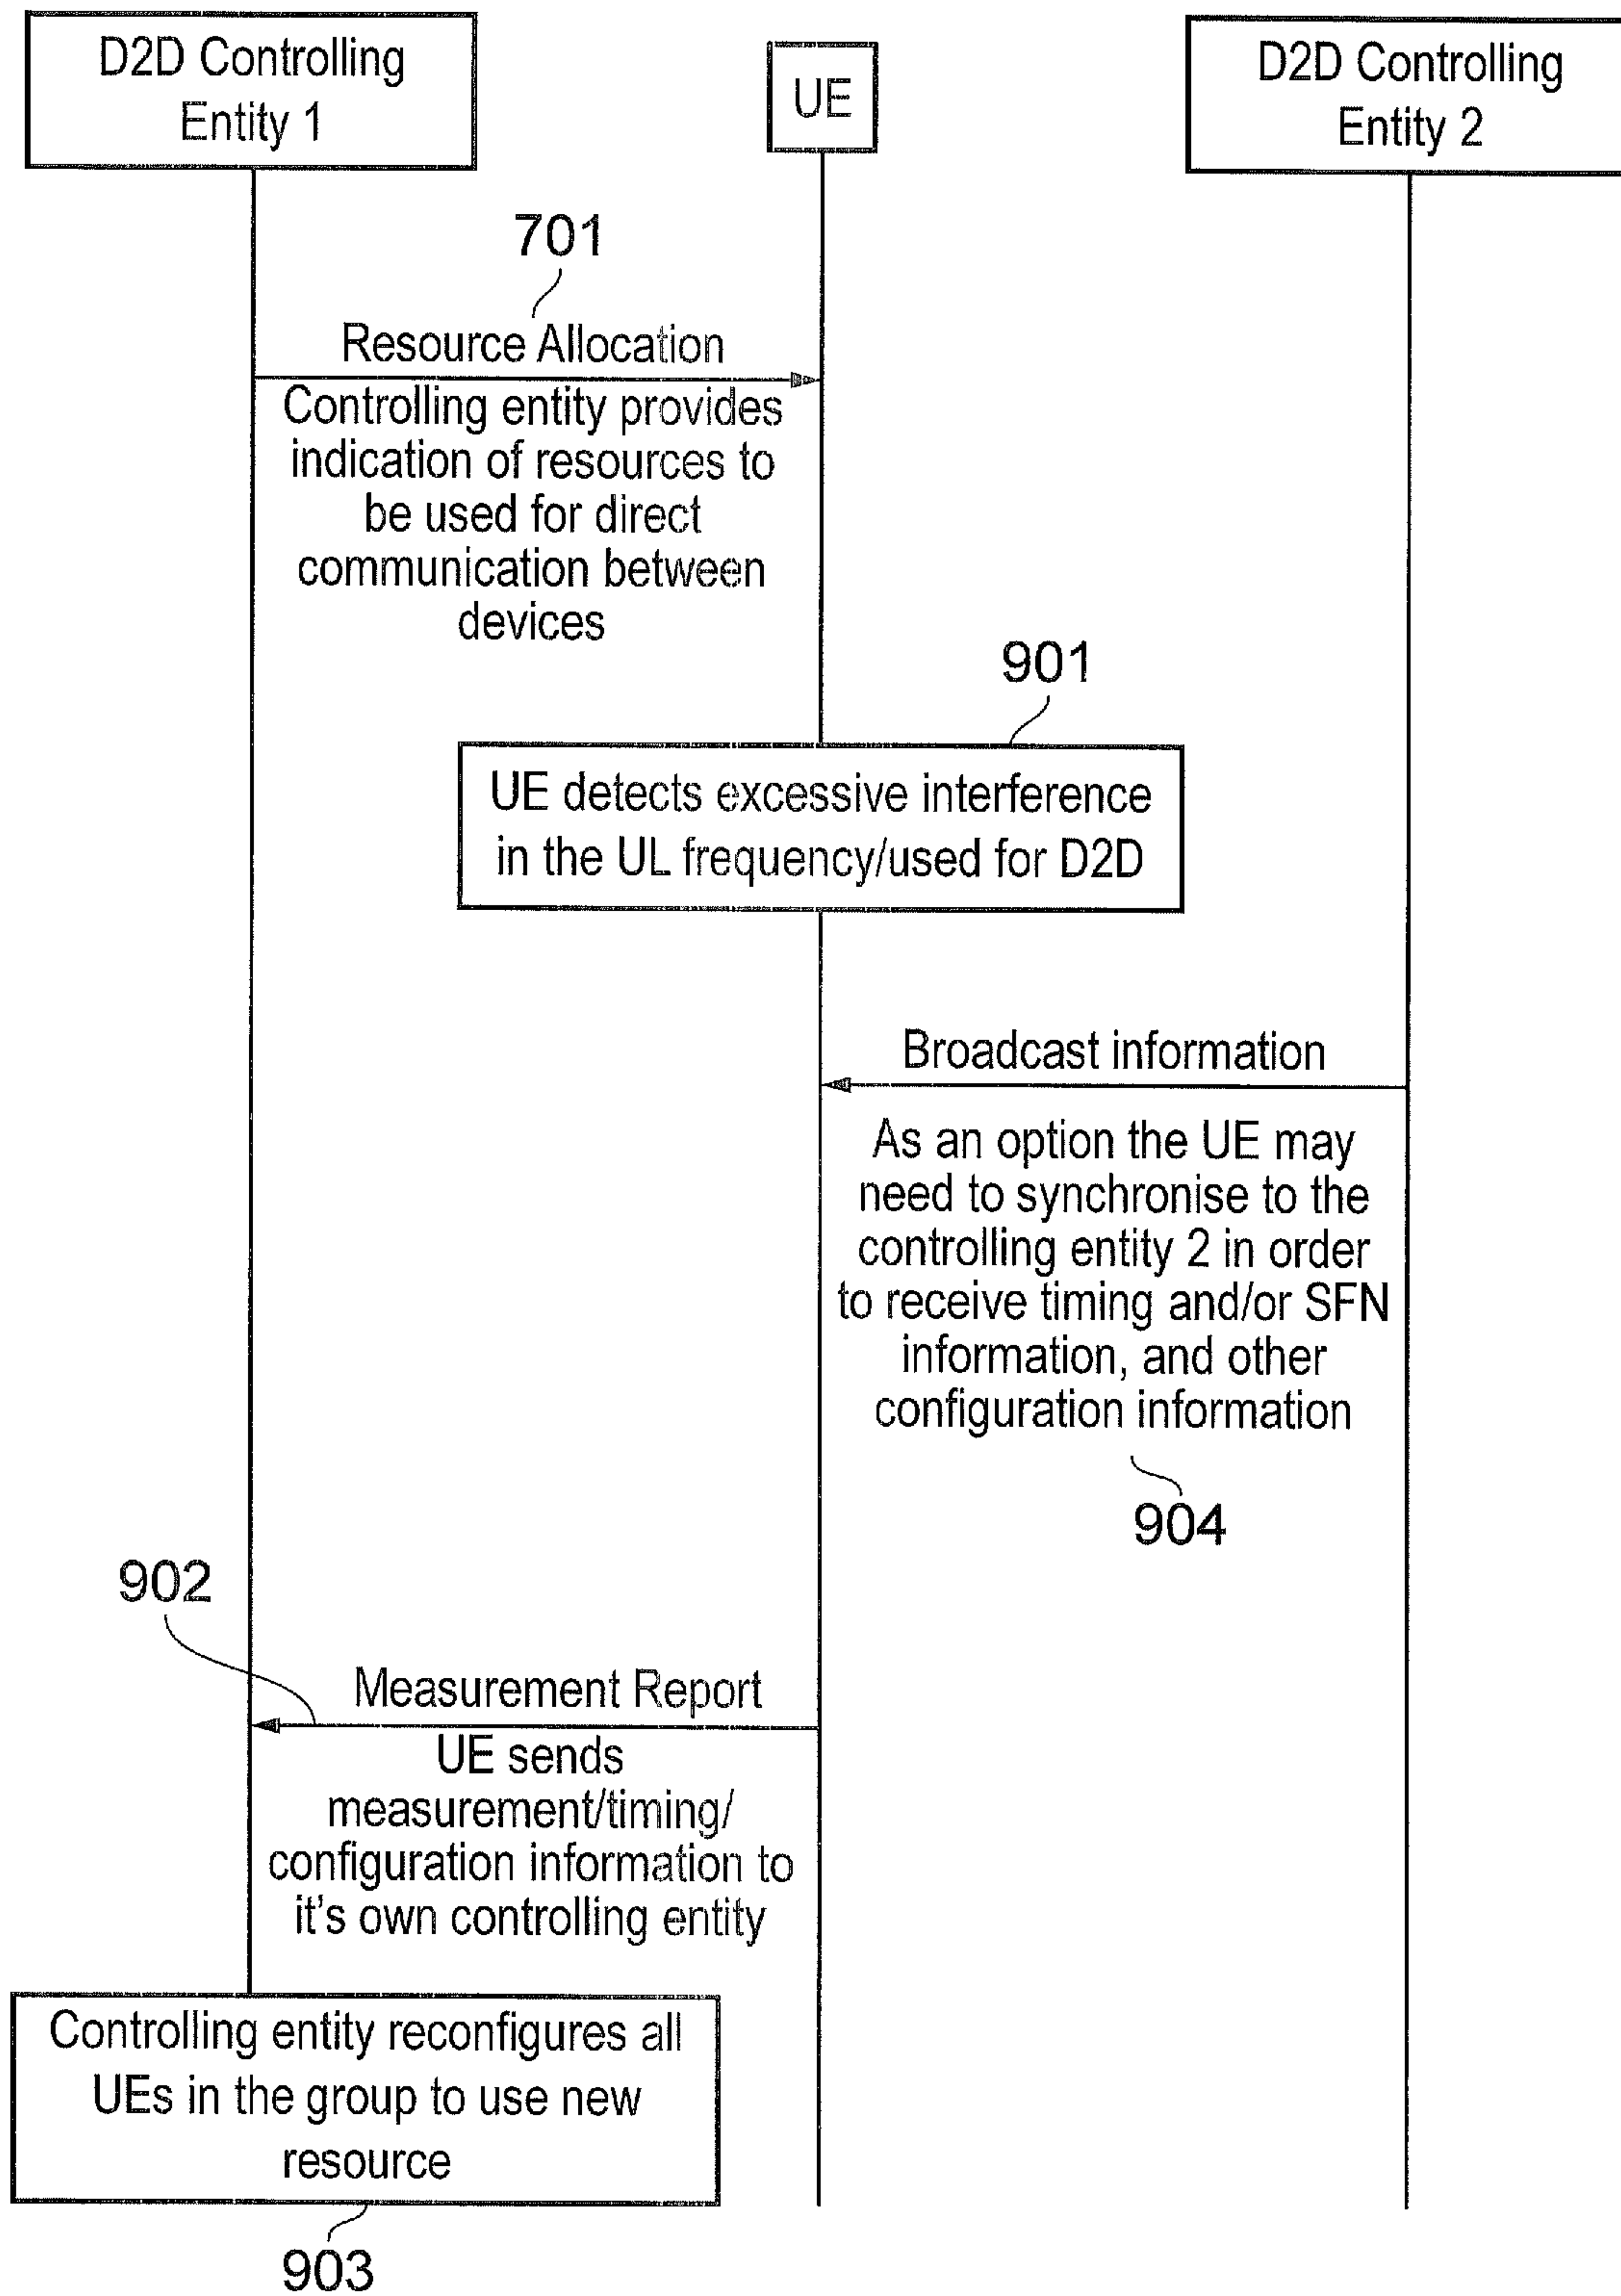 D2D Controlling
Entity 1
UE
D2D Controlling
Entity 2
701
Resource Allocation
Controlling entity provides
indication of resources to
be used for direct
communication between
devices
901
UE detects excessive interference
in the UL frequency/used for D2D
Broadcast information
As an option the UE may
need to synchronise to the
controlling entity 2 in order
to receive timing and/or SFN
information, and other
configuration information
904
902
Measurement Report
UE sends
measurement/timing/
configuration information to
it's own controlling entity
Controlling entity reconfigures all
UEs in the group to use new
resource
903